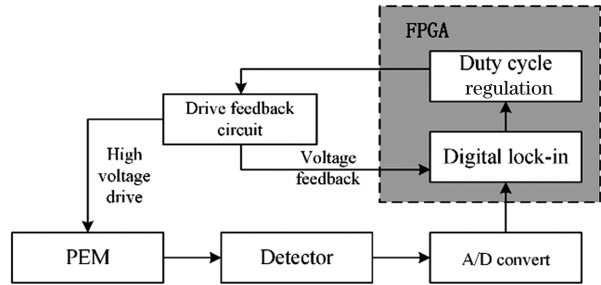 FPGA
Duty cycle
regulation
Drive feedback
circuit
High
voltage
drive
Voltage
feedback
Digital lock-in
PEM
Detector
A/D convert